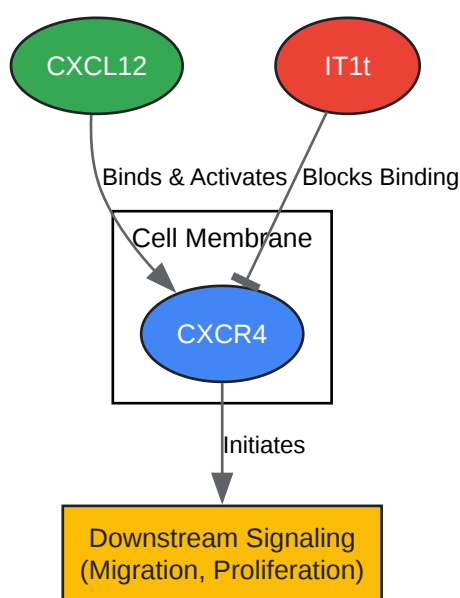 CXCL12
IT1t
Binds & Activates
Blocks Binding
Cell Membrane
CXCR4
Initiates
Downstream Signaling
(Migration, Proliferation)